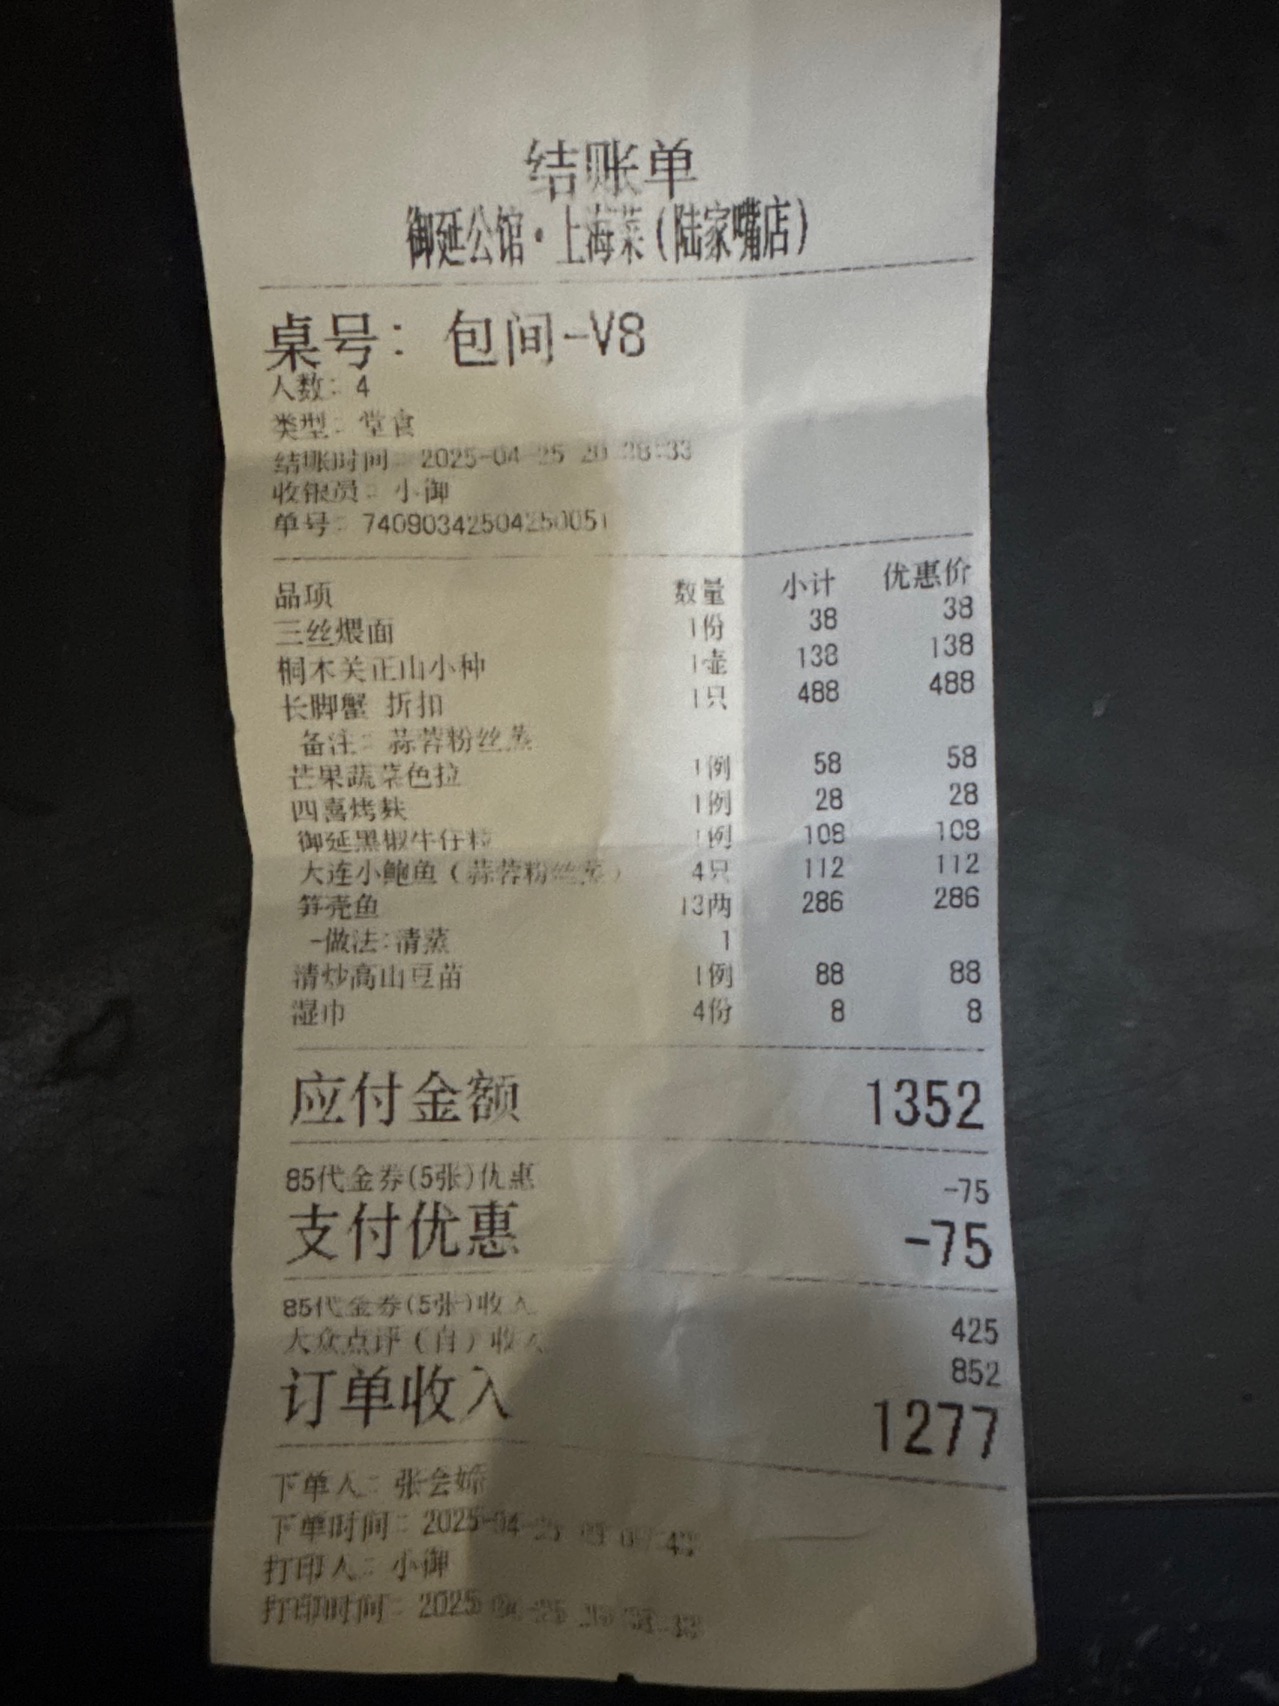 结账单
御延公馆·上海菜(陆家嘴店)
桌号: 包间-V8
人数: 4
类型: 堂食
结账时间: 2025-04-25 20:28:33
收银员: 小御
单号: 74090342504250051
品项 数量 小计 优惠价
三丝煨面 1份 38 38
桐木关正山小种 1壶 138 138
长脚蟹 折扣 1只 488 488
备注: 蒜蓉粉丝蒸
芒果蔬菜色拉 1例 58 58
四喜烤麸 1例 28 28
御延黑椒牛仔粒 1例 108 108
大连小鲍鱼(蒜蓉粉丝蒸) 4只 112 112
笋壳鱼 13两 286 286
-做法:清蒸 1
清炒高山豆苗 1例 88 88
湿巾 4份 8 8
应付金额 1352
85代金券(5张)优惠 -75
支付优惠 -75
85代金券(5张)收入 425
大众点评(自)收入 852
订单收入 1277
下单人: 张会
下单时间: 2025-04-25
打印人: 小御
打印时间: 2025-04-25